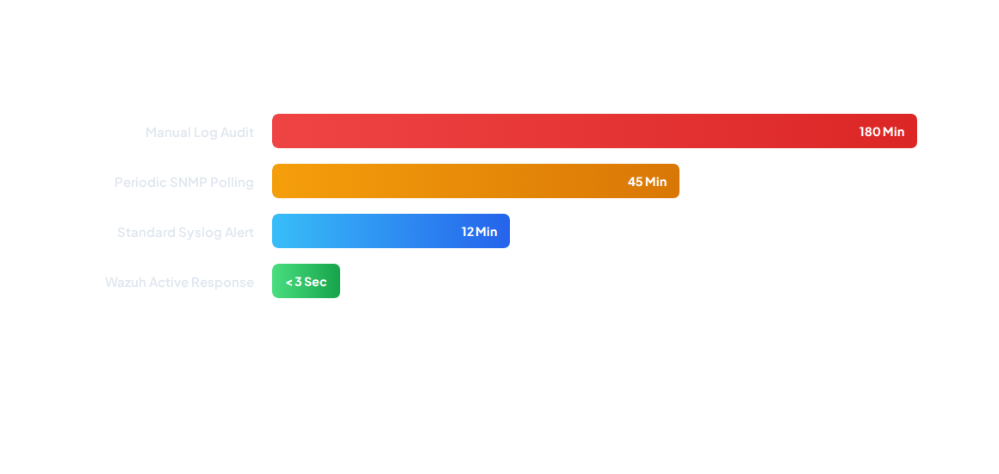 Manual Log Audit 180 Min
Periodic SNMP Polling 45 Min
Standard Syslog Alert 12 Min
Wazuh Active Response < 3 Sec